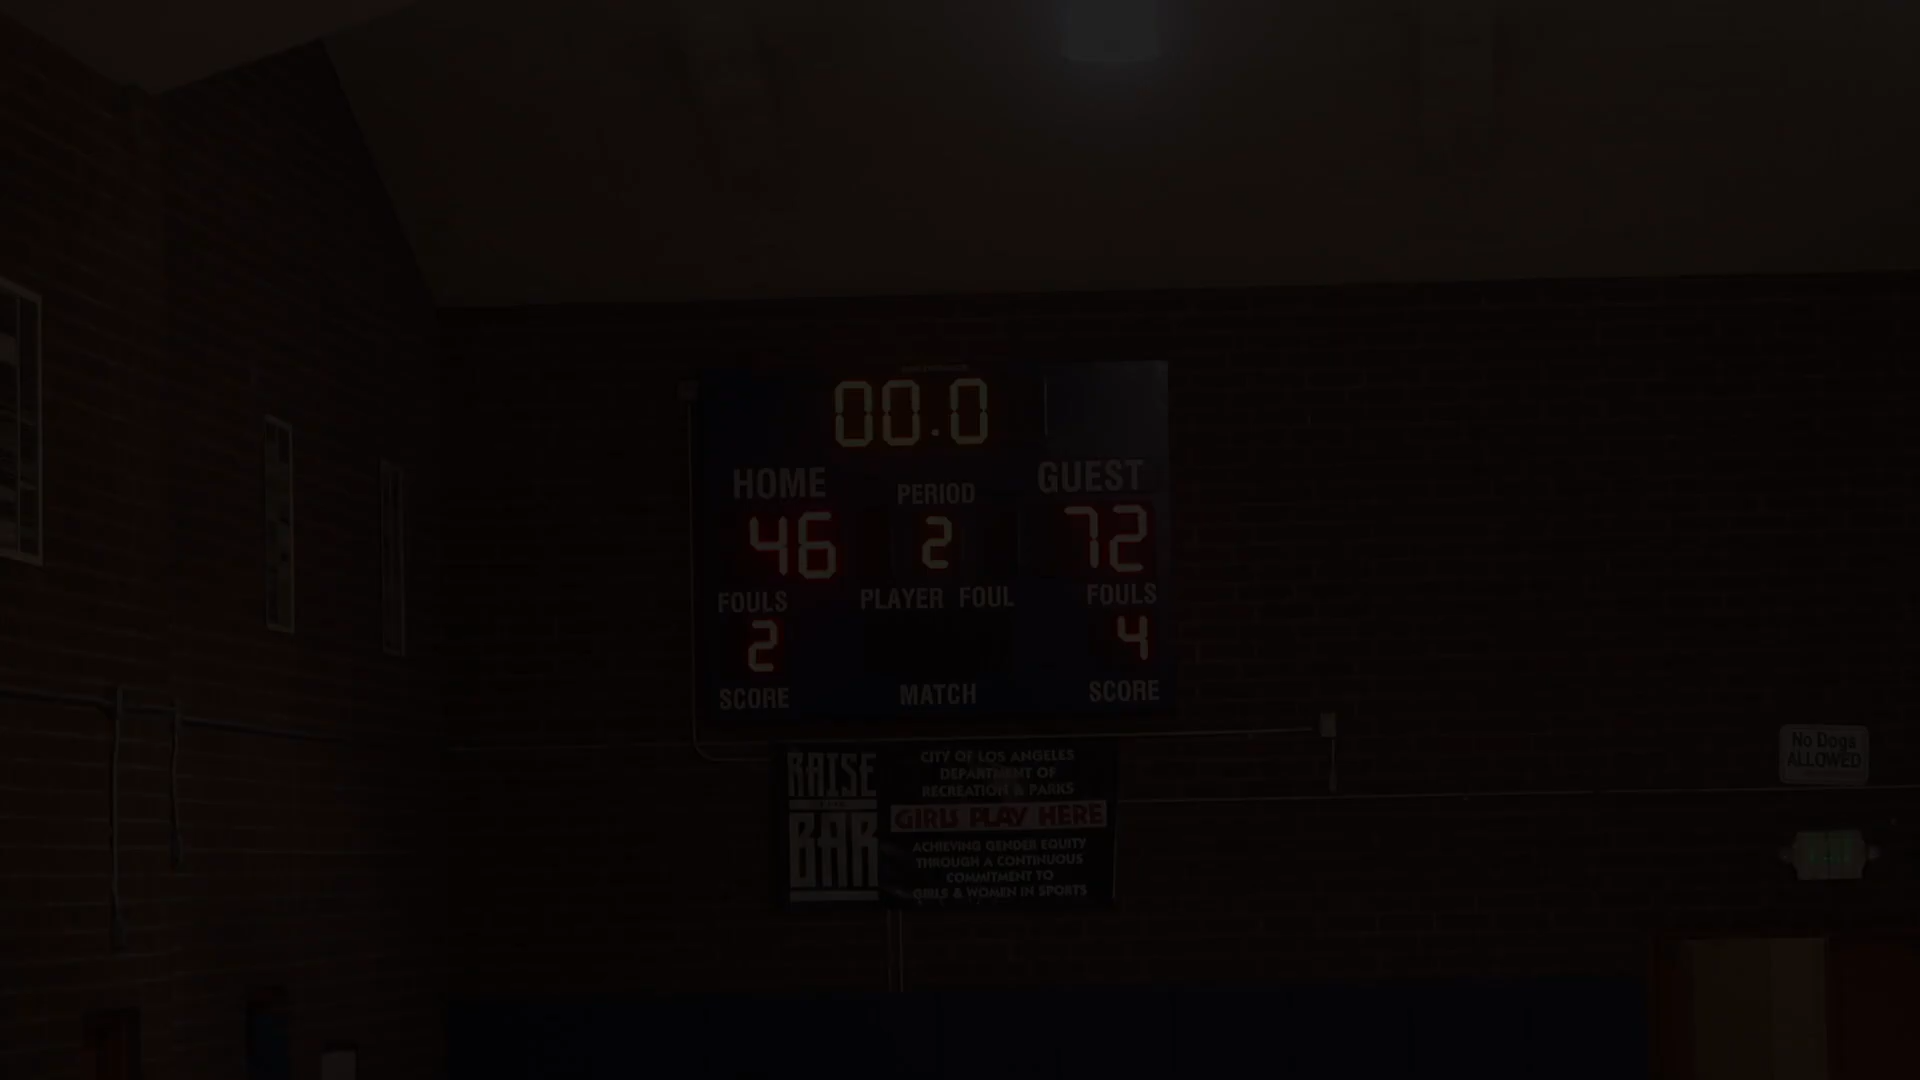 00.0
HOME PERIOD GUEST
46 2 72
FOULS PLAYER FOUL FOULS
2 4
SCORE MATCH SCORE
RAISE
BAR
CITY OF LOS ANGELES
DEPARTMENT OF
RECREATION & PARKS
GIRLS PLAY HERE
ACHIEVING GENDER EQUITY
THROUGH A CONTINUOUS
COMMITMENT TO
GIRLS & WOMEN IN SPORTS
No Dogs
ALLOWED